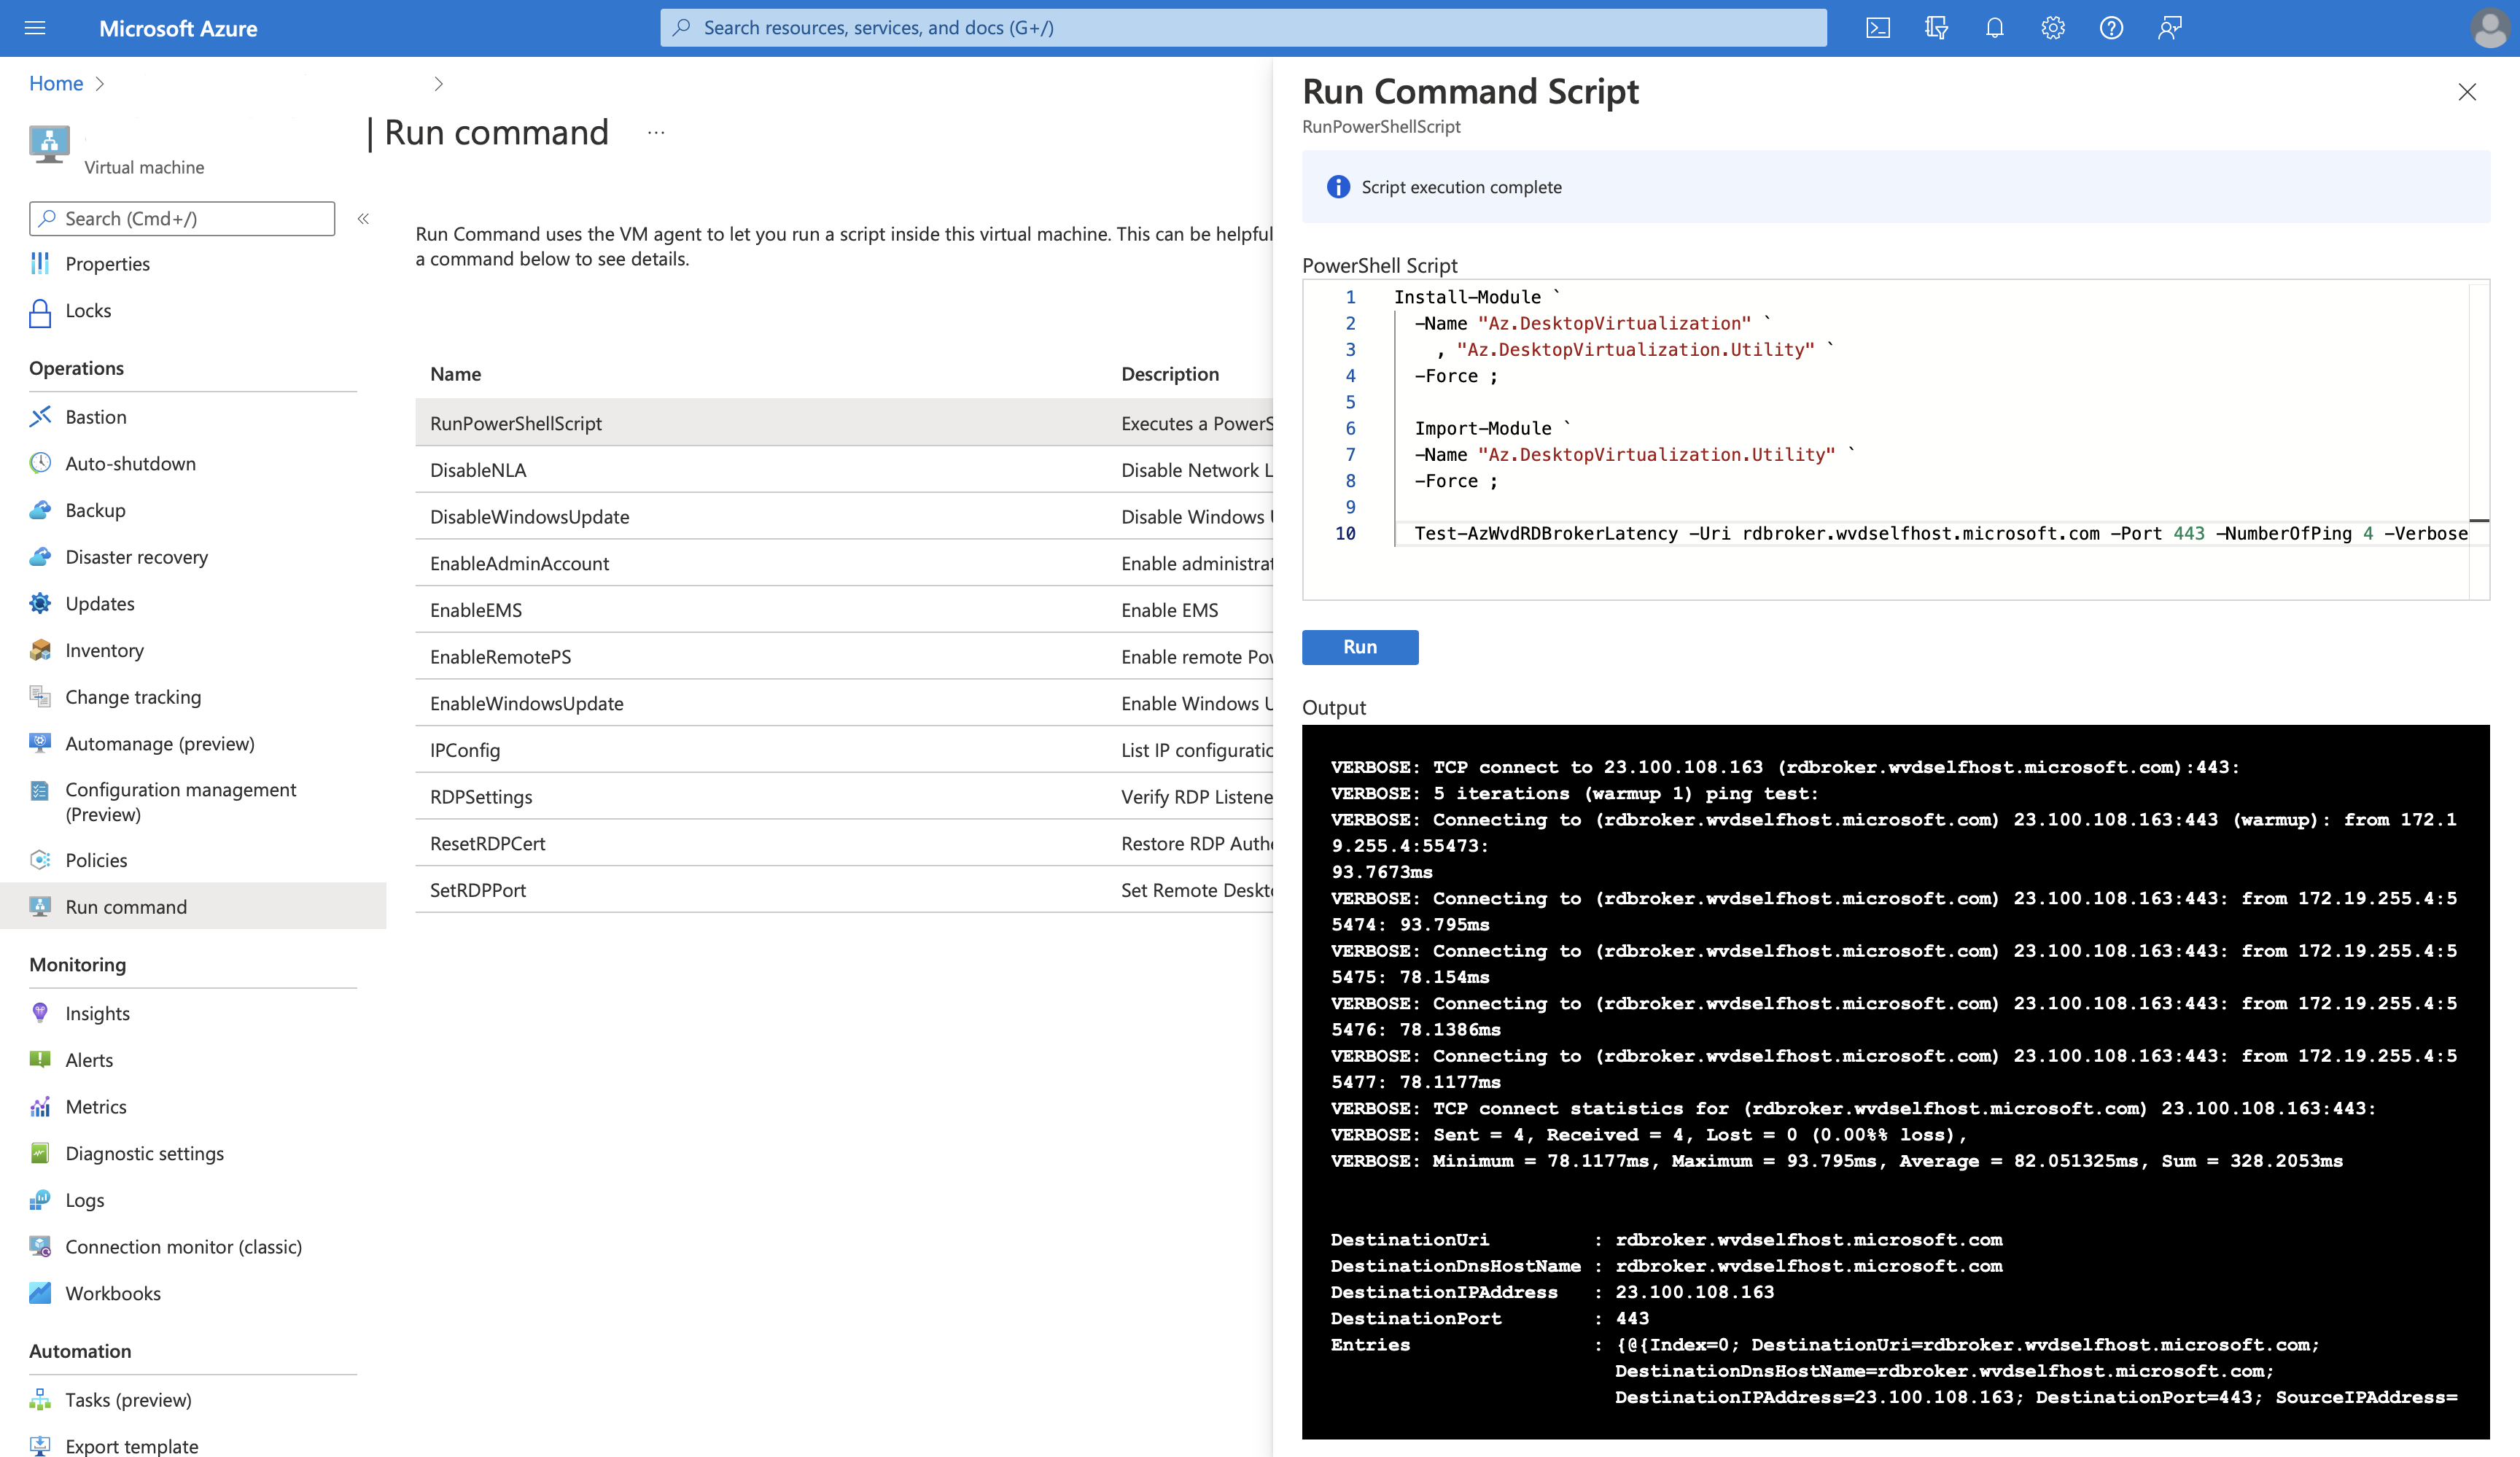 Microsoft Azure
Search resources, services, and docs (G+/)
Home
| Run command ...
Virtual machine
Search (Cmd+/)
Properties
Locks
Operations
Bastion
Auto-shutdown
Backup
Disaster recovery
Updates
Inventory
Change tracking
Automanage (preview)
Configuration management
(Preview)
Policies
Run command
Monitoring
Insights
Alerts
Metrics
Diagnostic settings
Logs
Connection monitor (classic)
Workbooks
Automation
Tasks (preview)
Export template
Run Command uses the VM agent to let you run a script inside this virtual machine. This can be helpful
a command below to see details.
Name Description
RunPowerShellScript Executes a PowerS
DisableNLA Disable Network L
DisableWindowsUpdate Disable Windows
EnableAdminAccount Enable administrat
EnableEMS Enable EMS
EnableRemotePS Enable remote Pow
EnableWindowsUpdate Enable Windows U
IPConfig List IP configuratio
RDPSettings Verify RDP Listene
ResetRDPCert Restore RDP Authe
SetRDPPort Set Remote Deskto
Run Command Script
RunPowerShellScript
Script execution complete
PowerShell Script
1 Install-Module `
2 -Name "Az.DesktopVirtualization" `
3 , "Az.DesktopVirtualization.Utility" `
4 -Force ;
5
6 Import-Module `
7 -Name "Az.DesktopVirtualization.Utility" `
8 -Force ;
9
10 Test-AzWvdRDBrokerLatency -Uri rdbroker.wvdselfhost.microsoft.com -Port 443 -NumberOfPing 4 -Verbose
Run
Output
VERBOSE: TCP connect to 23.100.108.163 (rdbroker.wvdselfhost.microsoft.com):443:
VERBOSE: 5 iterations (warmup 1) ping test:
VERBOSE: Connecting to (rdbroker.wvdselfhost.microsoft.com) 23.100.108.163:443 (warmup): from 172.1
9.255.4:55473:
93.7673ms
VERBOSE: Connecting to (rdbroker.wvdselfhost.microsoft.com) 23.100.108.163:443: from 172.19.255.4:5
5474: 93.795ms
VERBOSE: Connecting to (rdbroker.wvdselfhost.microsoft.com) 23.100.108.163:443: from 172.19.255.4:5
5475: 78.154ms
VERBOSE: Connecting to (rdbroker.wvdselfhost.microsoft.com) 23.100.108.163:443: from 172.19.255.4:5
5476: 78.1386ms
VERBOSE: Connecting to (rdbroker.wvdselfhost.microsoft.com) 23.100.108.163:443: from 172.19.255.4:5
5477: 78.1177ms
VERBOSE: TCP connect statistics for (rdbroker.wvdselfhost.microsoft.com) 23.100.108.163:443:
VERBOSE: Sent = 4, Received = 4, Lost = 0 (0.00%% loss),
VERBOSE: Minimum = 78.1177ms, Maximum = 93.795ms, Average = 82.051325ms, Sum = 328.2053ms
DestinationUri : rdbroker.wvdselfhost.microsoft.com
DestinationDnsHostName : rdbroker.wvdselfhost.microsoft.com
DestinationIPAddress : 23.100.108.163
DestinationPort : 443
Entries : {@{Index=0; DestinationUri=rdbroker.wvdselfhost.microsoft.com;
DestinationDnsHostName=rdbroker.wvdselfhost.microsoft.com;
DestinationIPAddress=23.100.108.163; DestinationPort=443; SourceIPAddress=